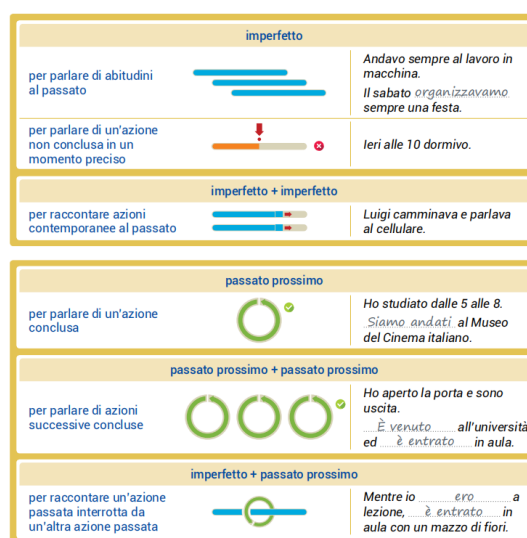 imperfetto
per parlare di abitudini
al passato
Andavo sempre al lavoro in
macchina.
Il sabato organizzavamo
sempre una festa.
per parlare di un'azione
non conclusa in un
momento preciso
Ieri alle 10 dormivo.
imperfetto + imperfetto
per raccontare azioni
contemporanee al passato
Luigi camminava e parlava
al cellulare.
passato prossimo
per parlare di un'azione
conclusa
Ho studiato dalle 5 alle 8.
Siamo andati al Museo
del Cinema italiano.
passato prossimo + passato prossimo
per parlare di azioni
successive concluse
Ho aperto la porta e sono
uscita.
È venuto all'università
ed è entrato in aula.
imperfetto + passato prossimo
per raccontare un'azione
passata interrotta da
un'altra azione passata
Mentre io ero a
lezione, è entrato in
aula con un mazzo di fiori.